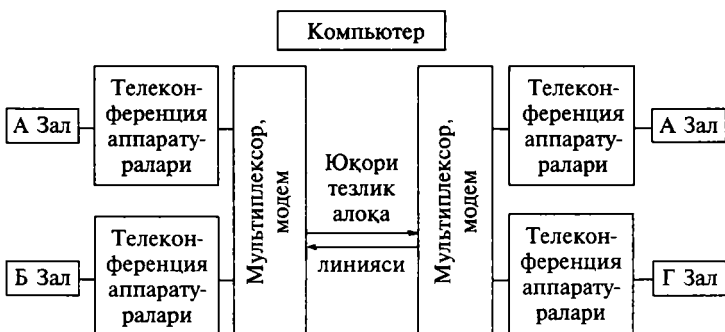 Компьютер
А Зал
Телекон-
ференция
аппарату-
ралари
Мультиплексор,
модем
Юқори
тезлик
алоқа
линияси
Мультиплексор,
модем
Телекон-
ференция
аппарату-
ралари
А Зал
Б Зал
Телекон-
ференция
аппарату-
ралари
Телекон-
ференция
аппарату-
ралари
Г Зал